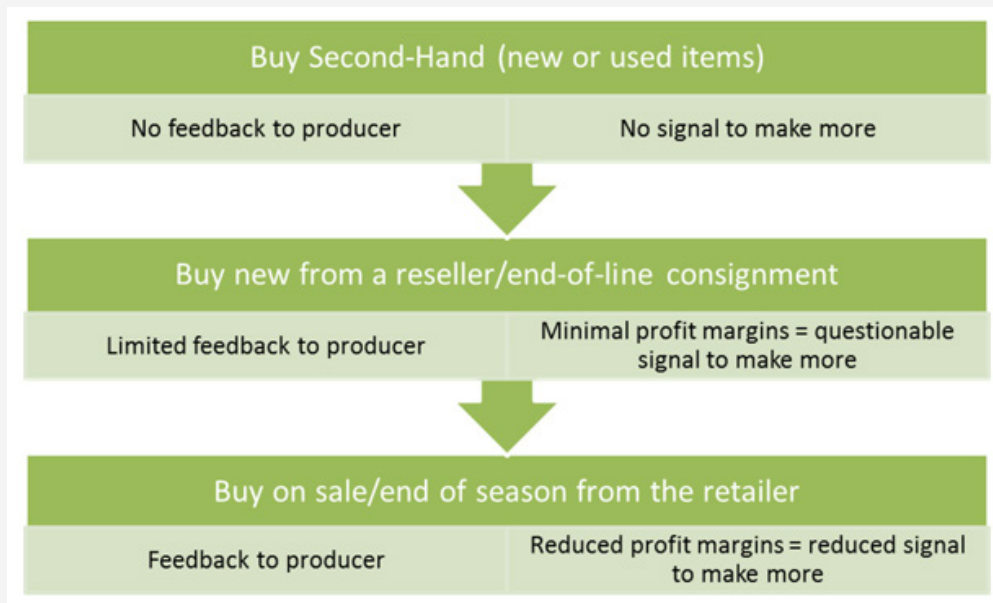 Buy Second-Hand (new or used items)
No feedback to producer
No signal to make more
Buy new from a reseller/end-of-line consignment
Limited feedback to producer
Minimal profit margins = questionable
signal to make more
Buy on sale/end of season from the retailer
Feedback to producer
Reduced profit margins = reduced signal
to make more